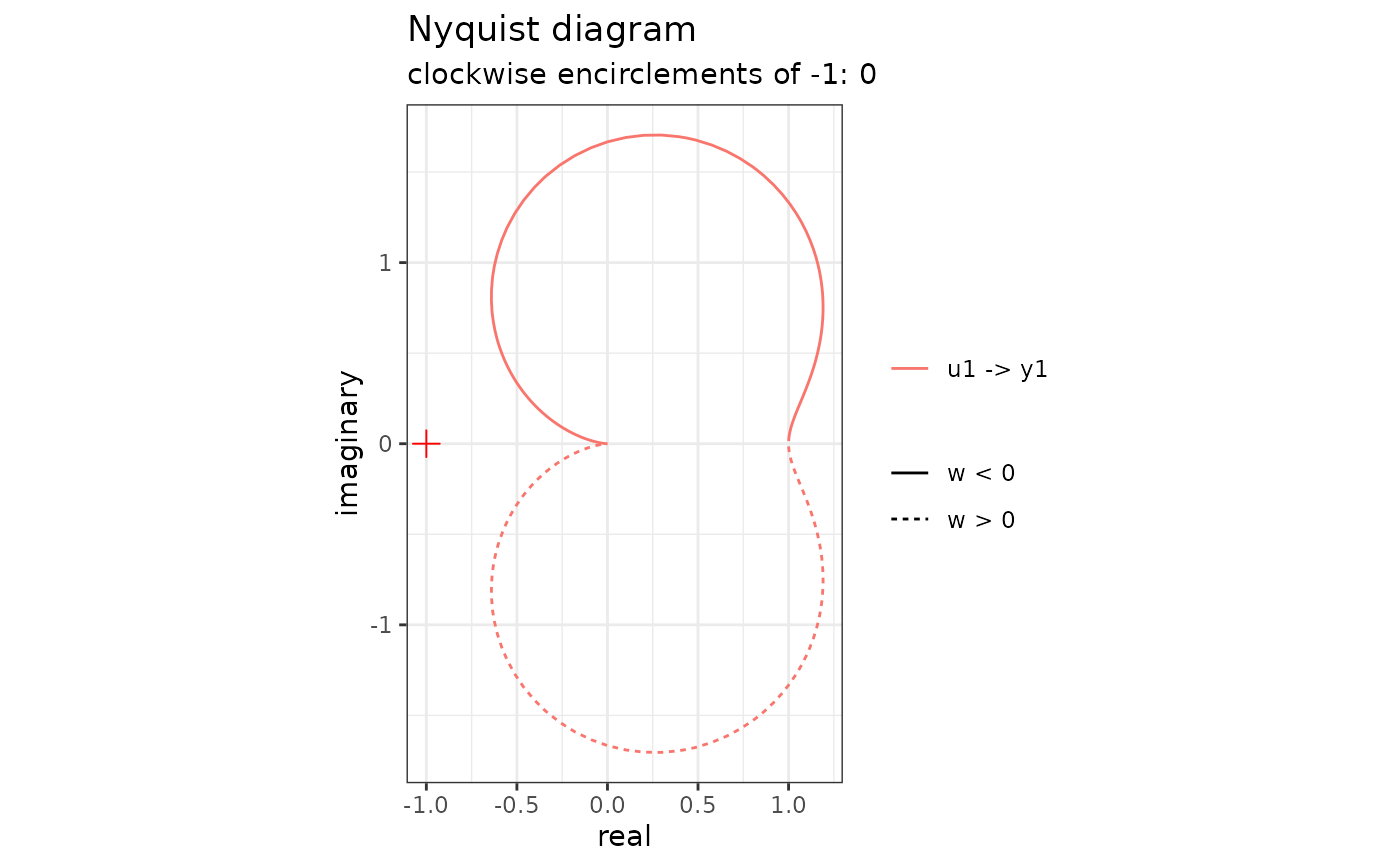 Nyquist diagram
clockwise encirclements of -1: 0
imaginary
1
0
-1
-1.0 -0.5 0.0 0.5 1.0
real
u1 -> y1
w < 0
w > 0